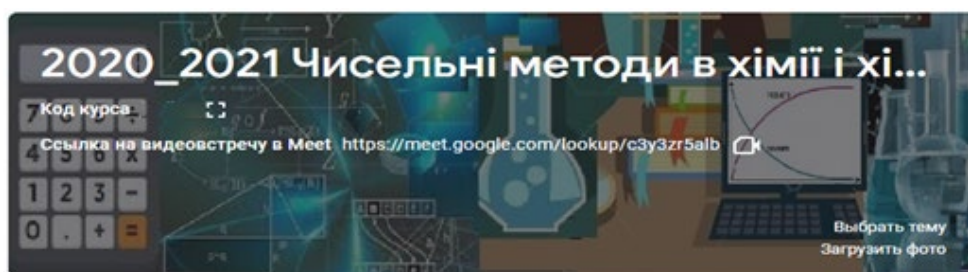 2020_2021 Чисельні методи в хімії і хі...
Код курса
Ссылка на видеовстречу в Meet https://meet.google.com/lookup/c3y3zr5alb
Выбрать тему
Загрузить фото